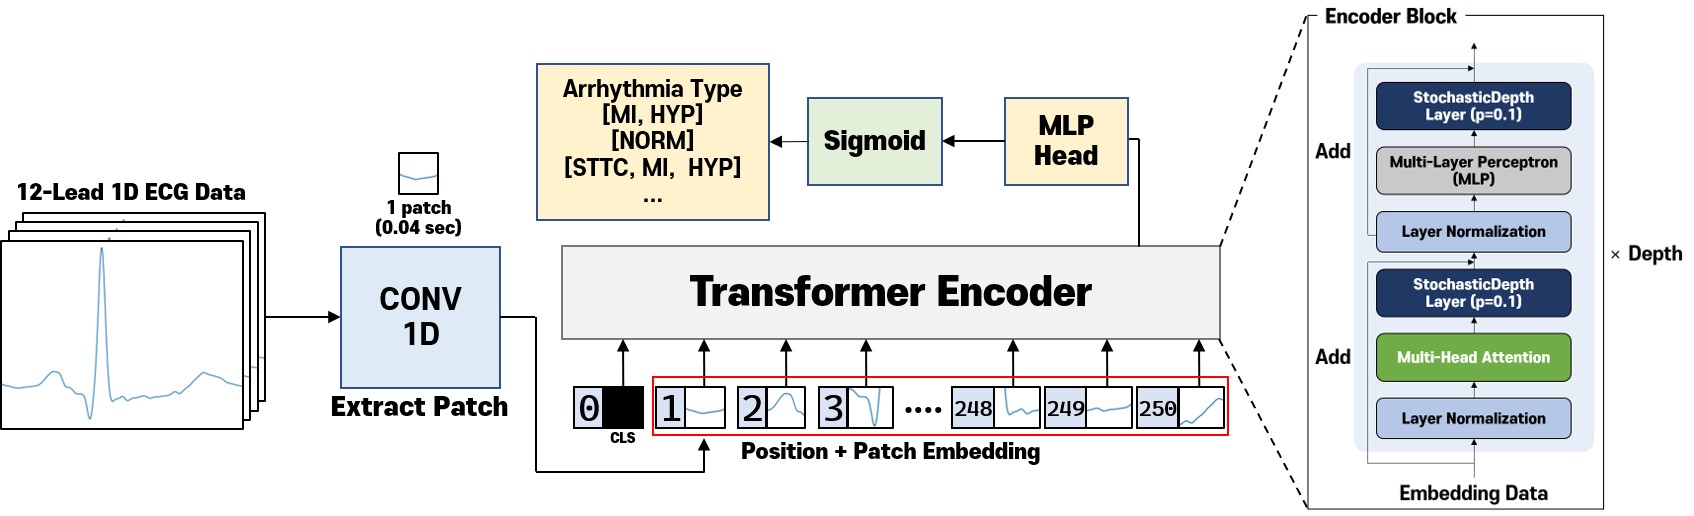 12-Lead 1D ECG Data
1 patch
(0.04 sec)
CONV
1D
Extract Patch
Arrhythmia Type
[MI, HYP]
[NORM]
[STTC, MI, HYP]
...
Sigmoid
MLP
Head
Transformer Encoder
0 1 2 3 .... 248 249 250
CLS
Position + Patch Embedding
Encoder Block
StochasticDepth
Layer (p=0.1)
Add
Multi-Layer Perceptron
(MLP)
Layer Normalization
× Depth
StochasticDepth
Layer (p=0.1)
Add
Multi-Head Attention
Layer Normalization
Embedding Data